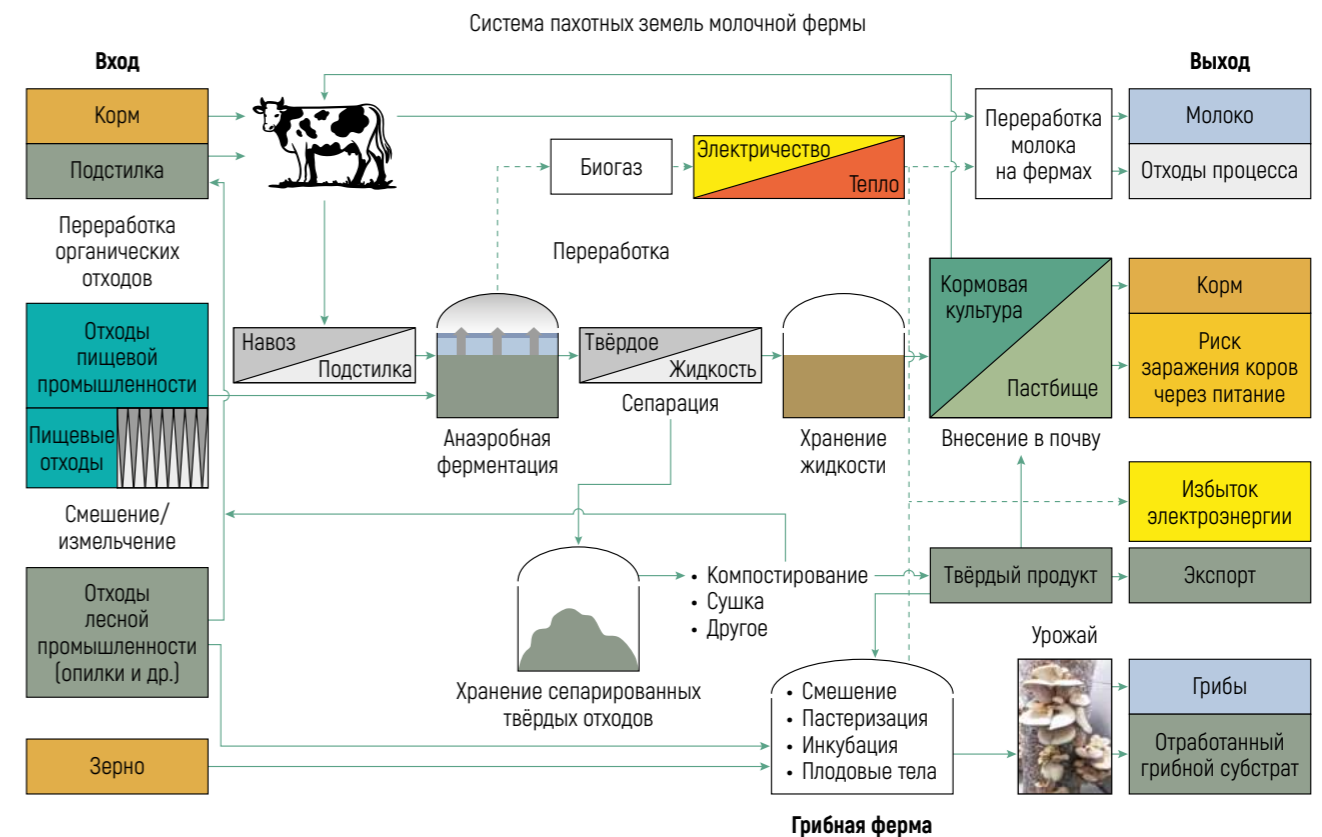 Система пахотных земель молочной фермы
Вход
Выход
Корм
Подстилка
Переработка
органических
отходов
Отходы
пищевой
промышленности
Пищевые
отходы
Смешение/
измельчение
Отходы
лесной
промышленности
(опилки и др.)
Зерно
Биогаз
Электричество
Тепло
Переработка
молока
на фермах
Молоко
Отходы процесса
Переработка
Навоз
Подстилка
Анаэробная
ферментация
Твёрдое
Жидкость
Сепарация
Хранение
жидкости
Кормовая
культура
Пастбище
Внесение в почву
Корм
Риск
заражения коров
через питание
Избыток
электроэнергии
Хранение сепарированных
твёрдых отходов
• Компостирование
• Сушка
• Другое
Твёрдый продукт
Экспорт
• Смешение
• Пастеризация
• Инкубация
• Плодовые тела
Грибная ферма
Урожай
Грибы
Отработанный
грибной субстрат